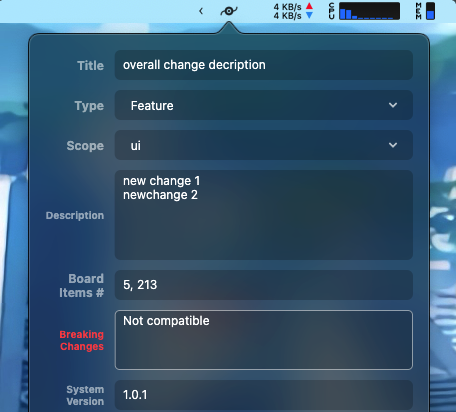 4 KB/s
4 KB/s
CPU
MEM
Title
overall change decription
Type
Feature
Scope
ui
Description
new change 1
newchange 2
Board
Items #
5, 213
Breaking
Changes
Not compatible
System
Version
1.0.1